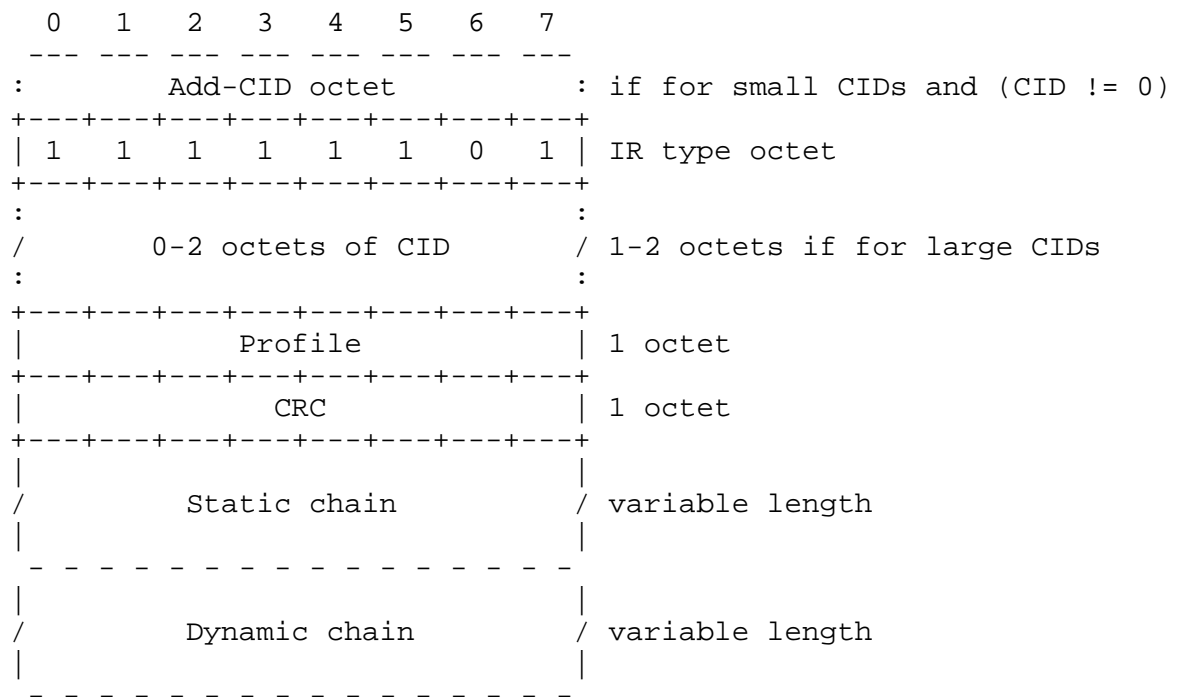 0   1   2   3   4   5   6   7
 --- --- --- --- --- --- --- ---
:         Add-CID octet         : if for small CIDs and (CID != 0)
+---+---+---+---+---+---+---+---+
| 1   1   1   1   1   1   0   1 | IR type octet
+---+---+---+---+---+---+---+---+
:                               :
/       0-2 octets of CID       / 1-2 octets if for large CIDs
:                               :
+---+---+---+---+---+---+---+---+
|            Profile            | 1 octet
+---+---+---+---+---+---+---+---+
|              CRC              | 1 octet
+---+---+---+---+---+---+---+---+
|                               |
/         Static chain          / variable length
|                               |
 - - - - - - - - - - - - - - - -
|                               |
/         Dynamic chain         / variable length
|                               |
 - - - - - - - - - - - - - - - -